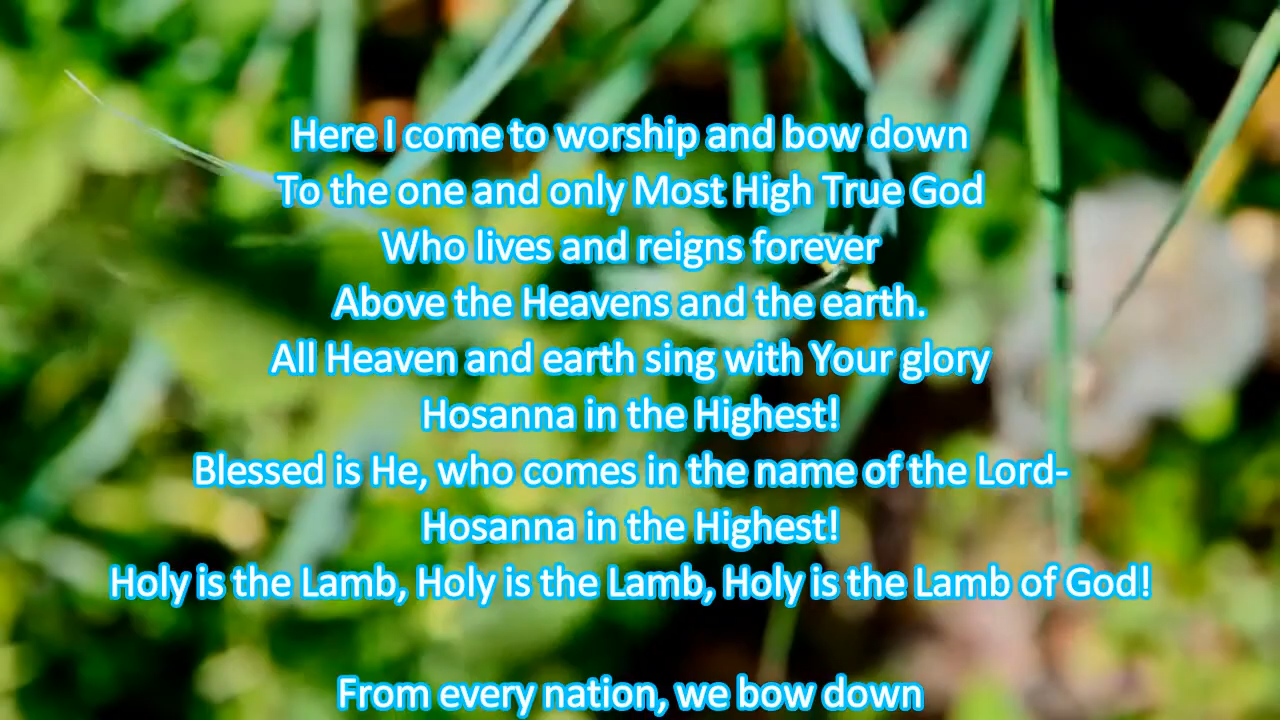 Here I come to worship and bow down
To the one and only Most High True God
Who lives and reigns forever
Above the Heavens and the earth.
All Heaven and earth sing with Your glory
Hosanna in the Highest!
Blessed is He, who comes in the name of the Lord-
Hosanna in the Highest!
Holy is the Lamb, Holy is the Lamb, Holy is the Lamb of God!
From every nation, we bow down